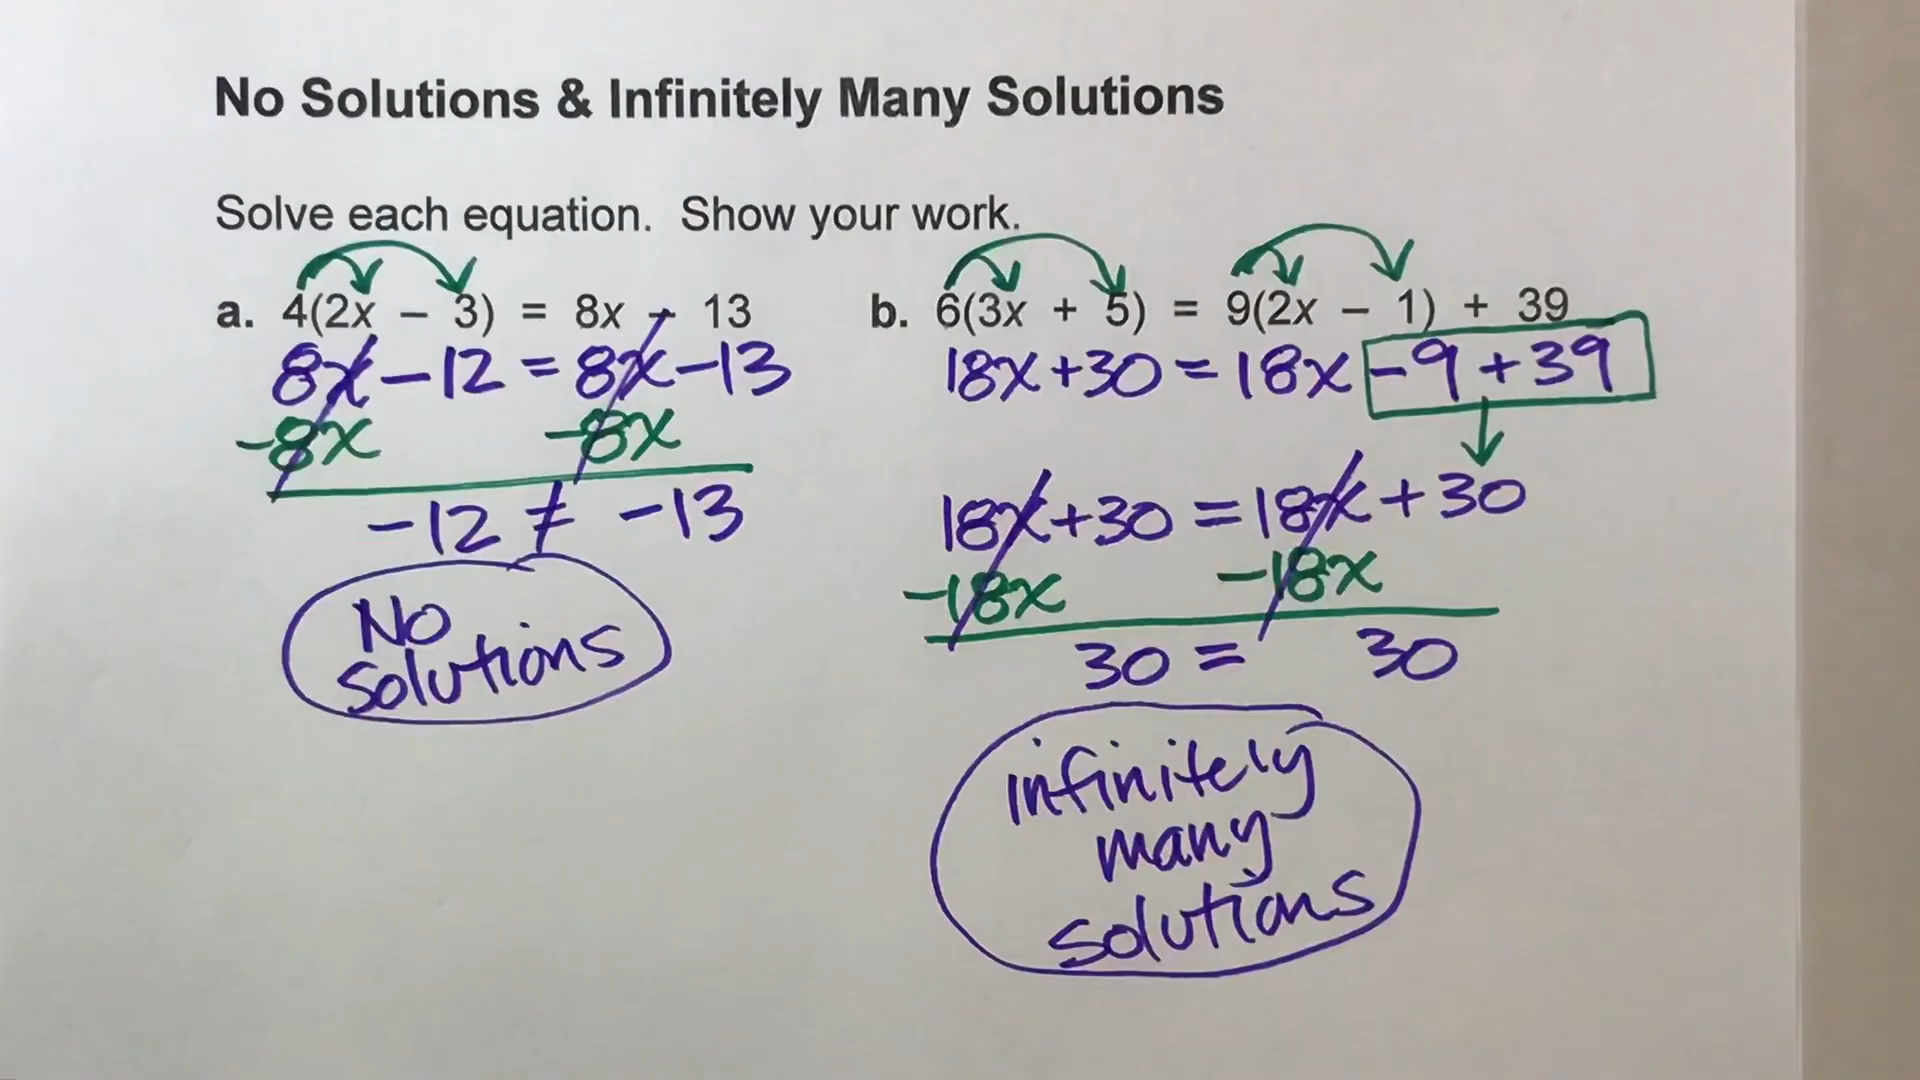 No Solutions & Infinitely Many Solutions
Solve each equation. Show your work.
a. 4(2x − 3) = 8x − 13
8x − 12 = 8x − 13
−8x −8x
−12 ≠ −13
No
solutions
b. 6(3x + 5) = 9(2x − 1) + 39
18x + 30 = 18x − 9 + 39
18x + 30 = 18x + 30
−18x −18x
30 = 30
infinitely
many
solutions